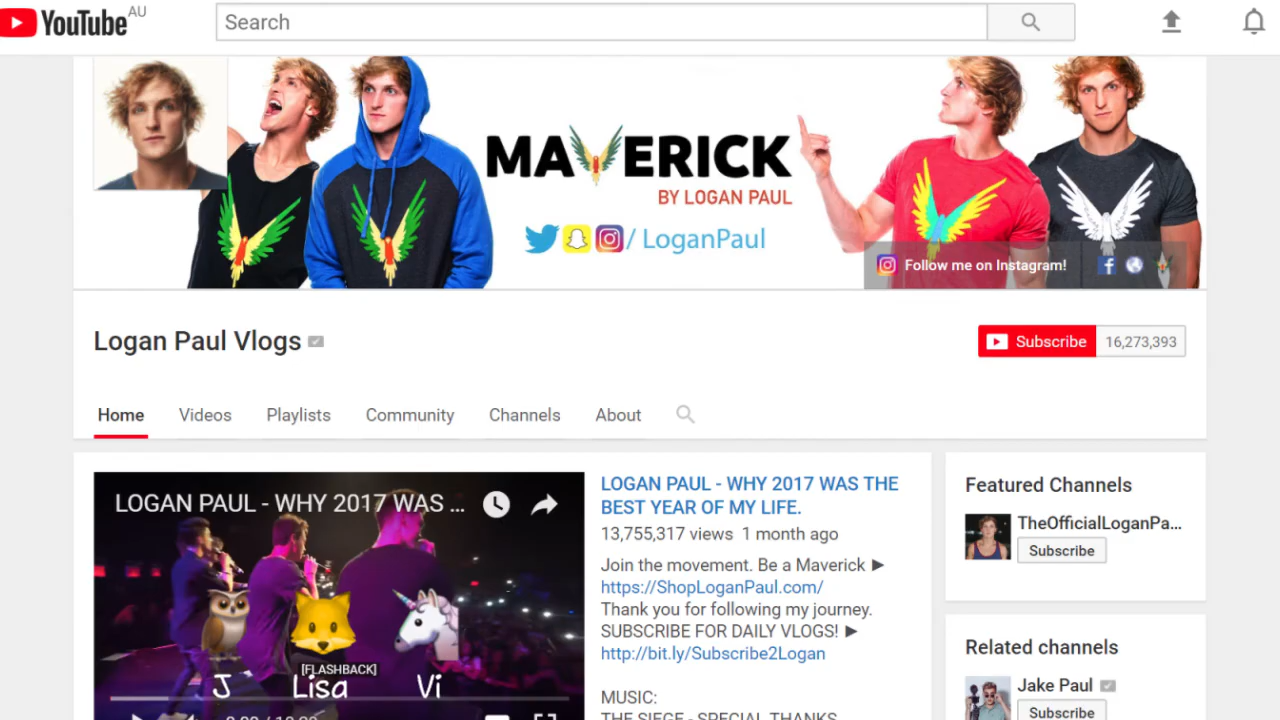 YouTube AU
Search
MAVERICK
BY LOGAN PAUL
/ LoganPaul
Follow me on Instagram!
Logan Paul Vlogs
Subscribe 16,273,393
Home Videos Playlists Community Channels About
LOGAN PAUL - WHY 2017 WAS ...
[FLASHBACK]
J Lisa Vi
LOGAN PAUL - WHY 2017 WAS THE
BEST YEAR OF MY LIFE.
13,755,317 views 1 month ago
Join the movement. Be a Maverick ►
https://ShopLoganPaul.com/
Thank you for following my journey.
SUBSCRIBE FOR DAILY VLOGS! ►
http://bit.ly/Subscribe2Logan
MUSIC:
THE SIEGE - SPECIAL THANKS
Featured Channels
TheOfficialLoganPa...
Subscribe
Related channels
Jake Paul
Subscribe